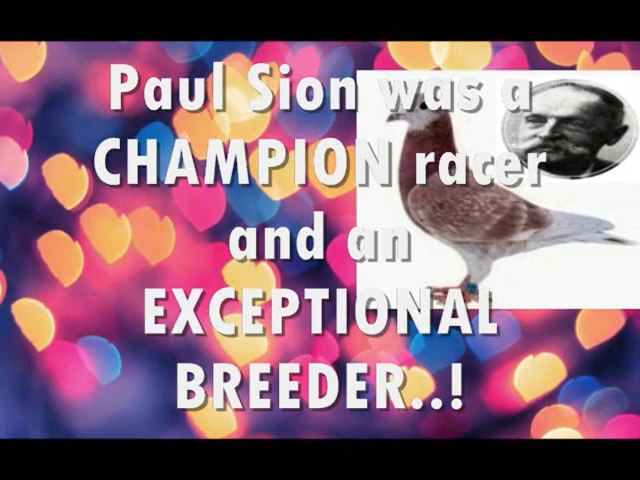 Paul Sion was a
CHAMPION racer
and an
EXCEPTIONAL
BREEDER..!